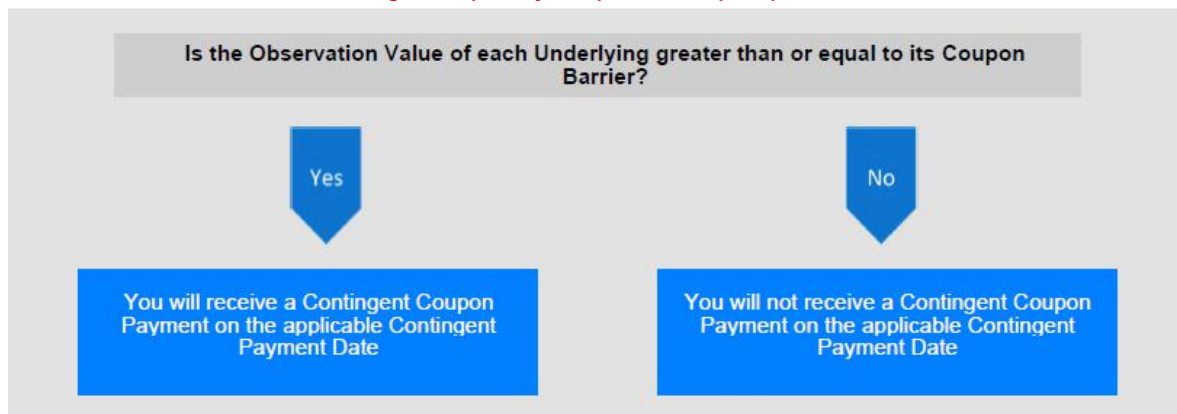 Is the Observation Value of each Underlying greater than or equal to its Coupon
Barrier?
Yes
No
You will receive a Contingent Coupon
Payment on the applicable Contingent
Payment Date
You will not receive a Contingent Coupon
Payment on the applicable Contingent
Payment Date